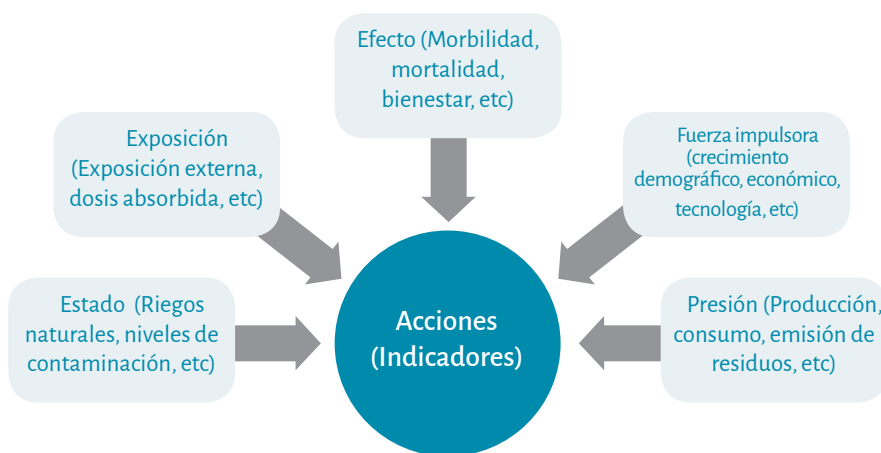 Efecto (Morbilidad,
mortalidad,
bienestar, etc)
Exposición
(Exposición externa,
dosis absorbida, etc)
Fuerza impulsora
(crecimiento
demográfico, económico,
tecnología, etc)
Estado (Riegos
naturales, niveles de
contaminación, etc)
Acciones
(Indicadores)
Presión (Producción,
consumo, emisión de
residuos, etc)